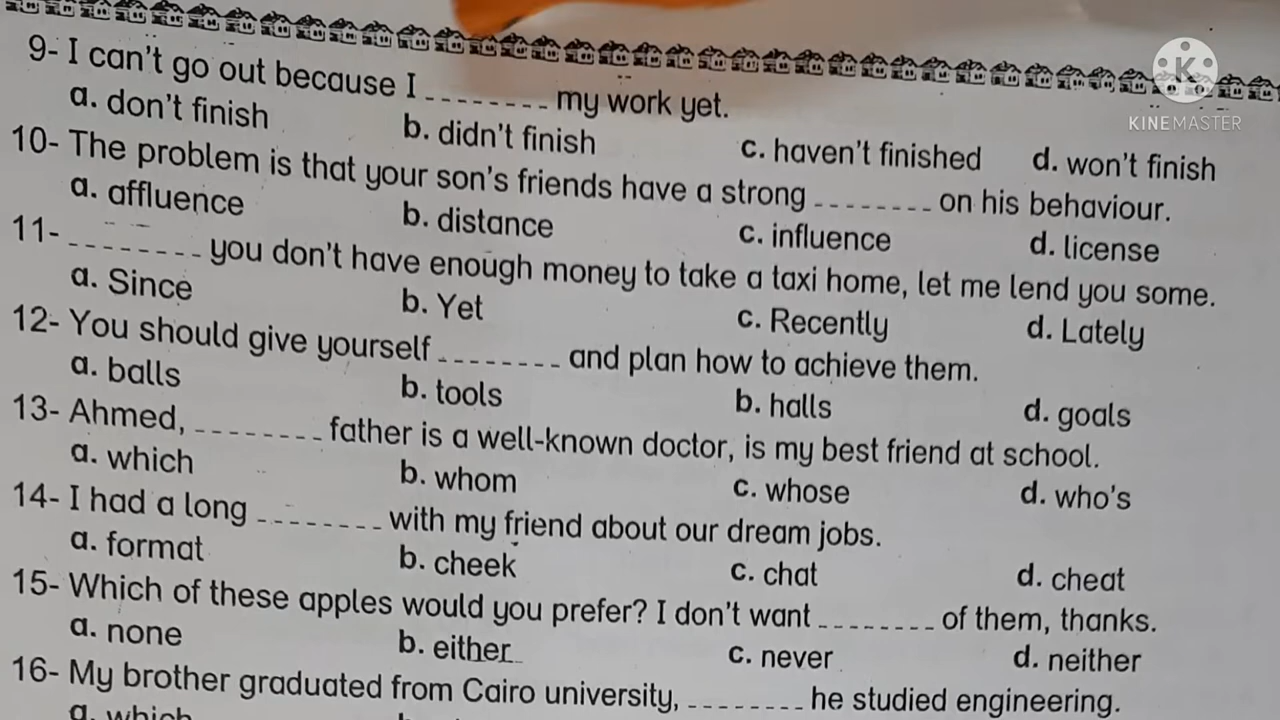 KINEMASTER
9- I can't go out because I -------- my work yet.
a. don't finish b. didn't finish c. haven't finished d. won't finish
10- The problem is that your son's friends have a strong -------- on his behaviour.
a. affluence b. distance c. influence d. license
11- -------- you don't have enough money to take a taxi home, let me lend you some.
a. Since b. Yet c. Recently d. Lately
12- You should give yourself -------- and plan how to achieve them.
a. balls b. tools b. halls d. goals
13- Ahmed, -------- father is a well-known doctor, is my best friend at school.
a. which b. whom c. whose d. who's
14- I had a long -------- with my friend about our dream jobs.
a. format b. cheek c. chat d. cheat
15- Which of these apples would you prefer? I don't want -------- of them, thanks.
a. none b. either c. never d. neither
16- My brother graduated from Cairo university, -------- he studied engineering.
a. which